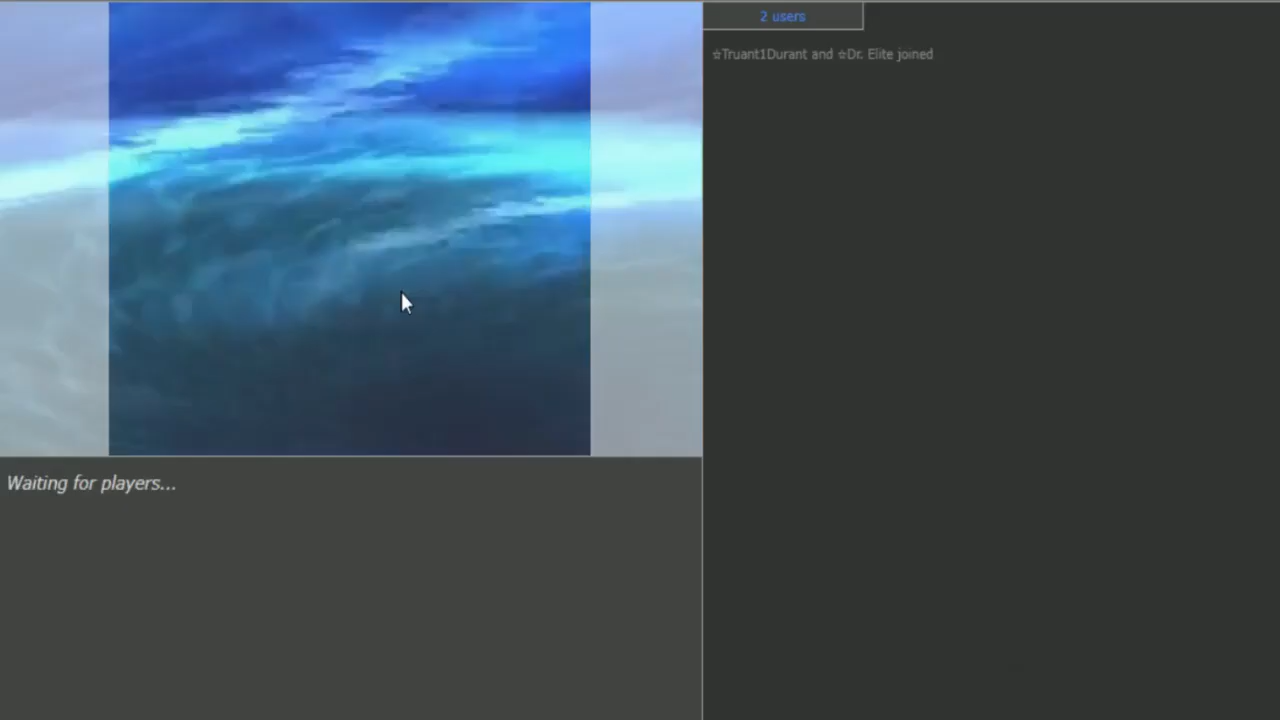 2 users
☆Truant1Durant and ☆Dr. Elite joined
Waiting for players...